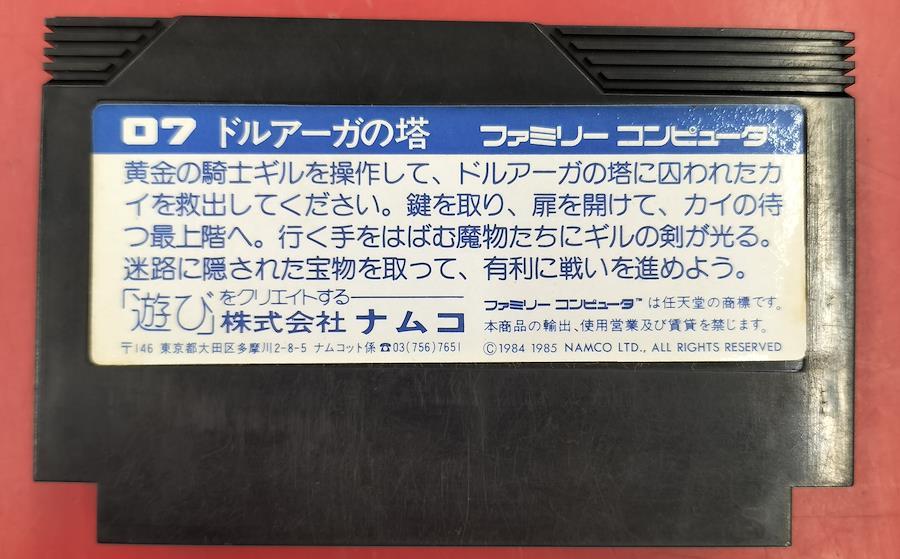 07 ドルアーガの塔 ファミリー コンピュータ
黄金の騎士ギルを操作して、ドルアーガの塔に囚われたカ
イを救出してください。鍵を取り、扉を開けて、カイの待
つ最上階へ。行く手をはばむ魔物たちにギルの剣が光る。
迷路に隠された宝物を取って、有利に戦いを進めよう。
「遊び」をクリエイトする
株式会社 ナムコ
〒146 東京都大田区多摩川2-8-5 ナムコット係 ☎03(756)7651
ファミリー コンピュータ™ は任天堂の商標です。
本商品の輸出、使用営業及び賃貸を禁じます。
©1984 1985 NAMCO LTD., ALL RIGHTS RESERVED